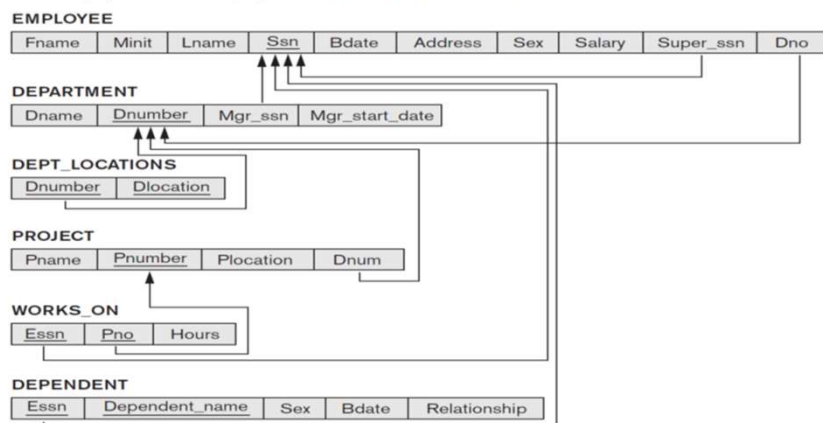 EMPLOYEE
Fname Minit Lname Ssn Bdate Address Sex Salary Super_ssn Dno
DEPARTMENT
Dname Dnumber Mgr_ssn Mgr_start_date
DEPT_LOCATIONS
Dnumber Dlocation
PROJECT
Pname Pnumber Plocation Dnum
WORKS_ON
Essn Pno Hours
DEPENDENT
Essn Dependent_name Sex Bdate Relationship